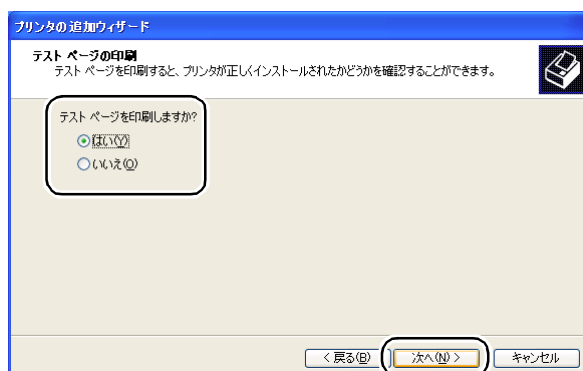 プリンタの追加ウィザード
テスト ページの印刷
テスト ページを印刷すると、プリンタが正しくインストールされたかどうかを確認することができます。
テスト ページを印刷しますか?
はい(Y)
いいえ(O)
< 戻る(B) 次へ(N) > キャンセル